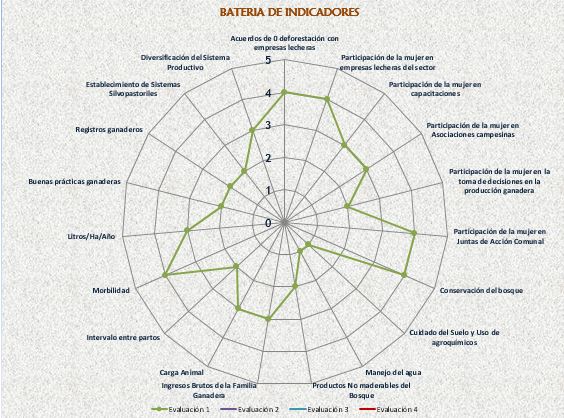 BATERIA DE INDICADORES
Acuerdos de 0 deforestación con
empresas lecheras
Participación de la mujer en
empresas lecheras del sector
Participación de la mujer en
capacitaciones
Participación de la mujer en
Asociaciones campesinas
Participación de la mujer en la
toma de decisiones en la
producción ganadera
Participación de la mujer en
Juntas de Acción Comunal
Conservación del bosque
Cuidado del Suelo y Uso de
agroquimicos
Manejo del agua
Productos No maderables del
Bosque
Ingresos Brutos de la Familia
Ganadera
Carga Animal
Intervalo entre partos
Morbilidad
Litros/Ha/Año
Buenas prácticas ganaderas
Registros ganaderos
Establecimiento de Sistemas
Silvopastoriles
Diversificación del Sistema
Productivo
5
4
3
2
1
0
Evaluación 1 Evaluación 2 Evaluación 3 Evaluación 4